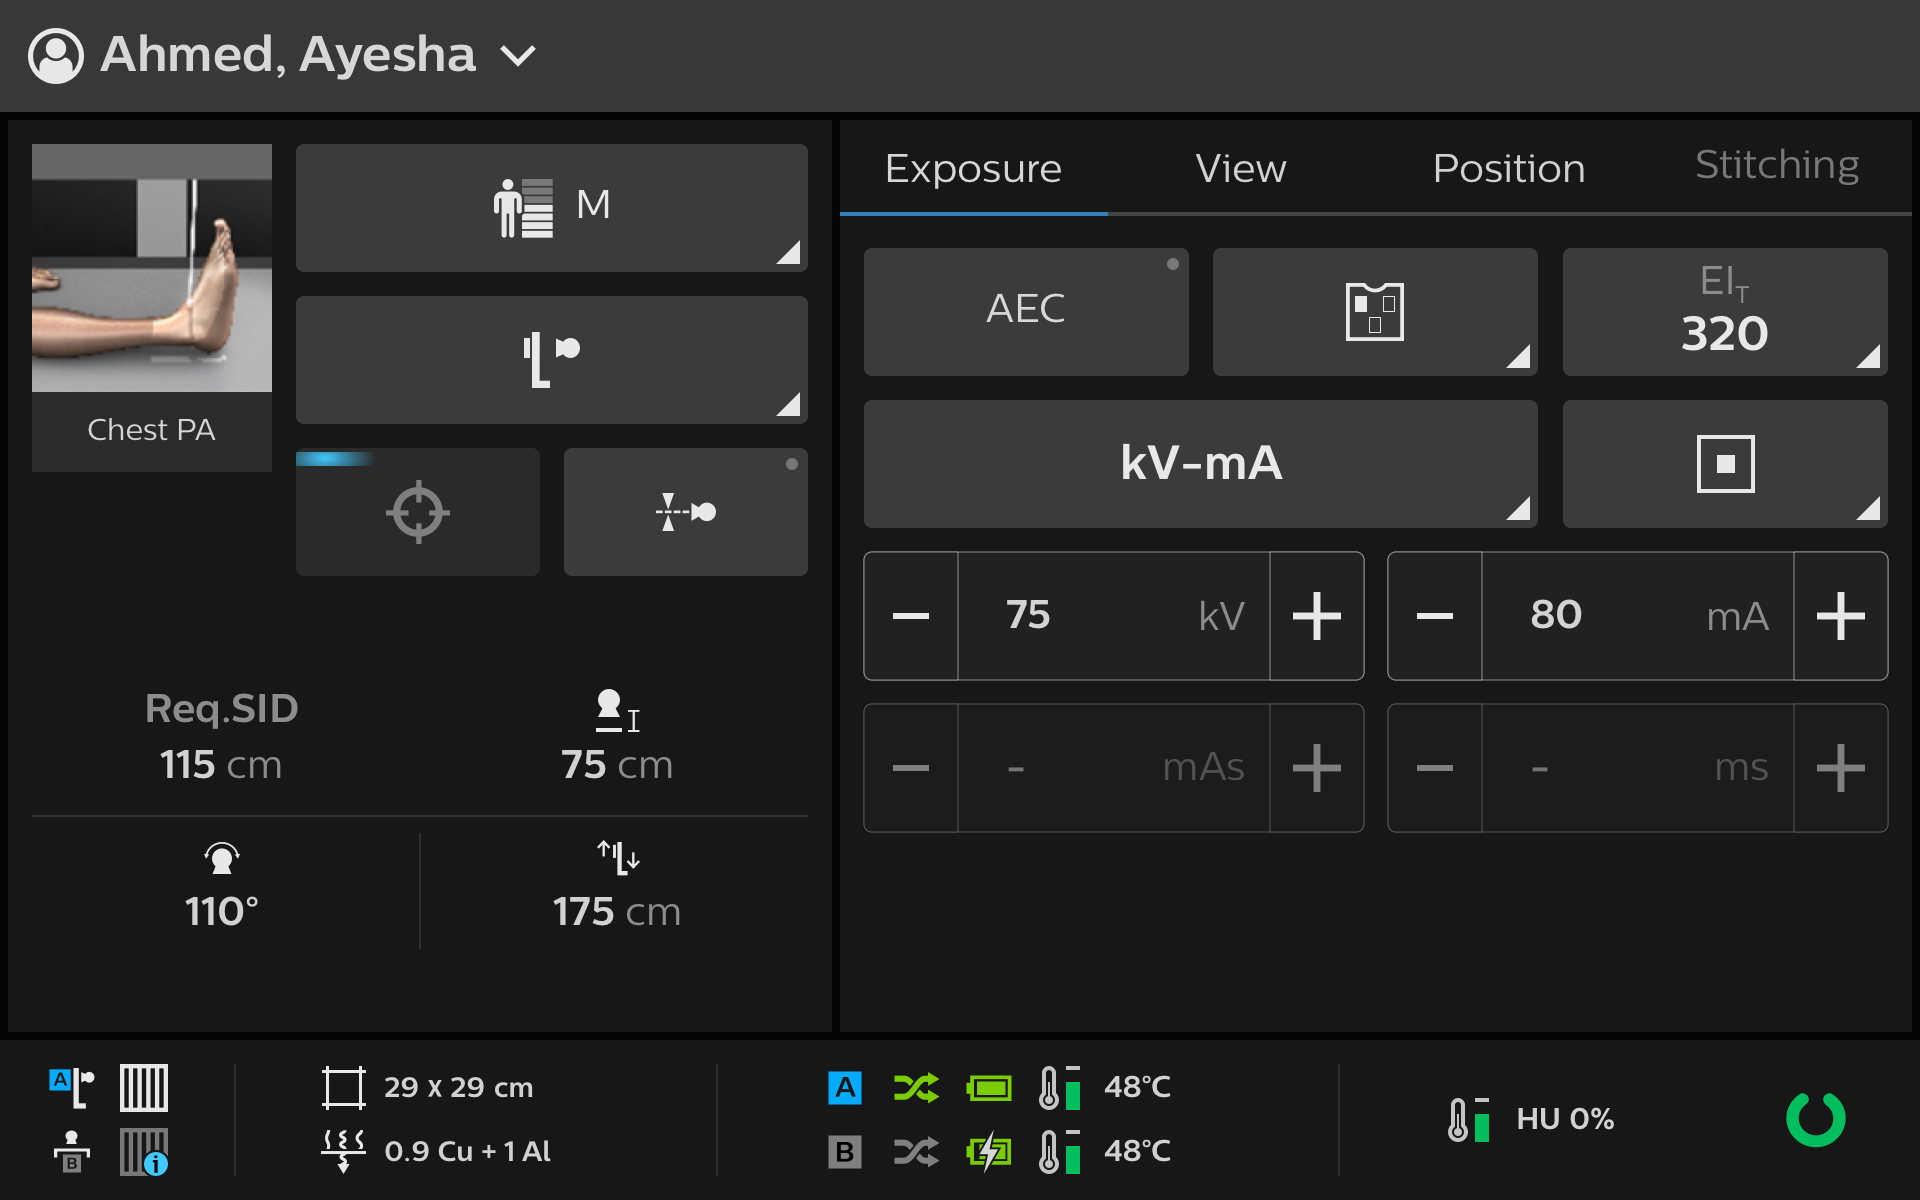 Ahmed, Ayesha
Chest PA
M
Req.SID
115 cm
75 cm
110°
175 cm
Exposure
View
Position
Stitching
AEC
EIT
320
kV-mA
75 kV
80 mA
- mAs
- ms
A
B
29 x 29 cm
0.9 Cu + 1 Al
A 48°C
B 48°C
HU 0%